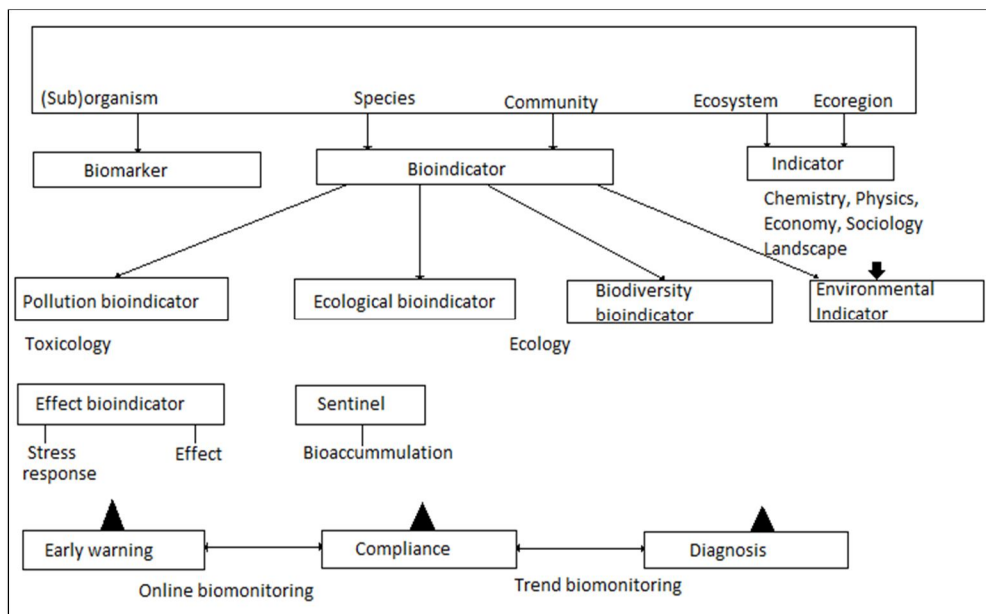 (Sub)organism
Species
Community
Ecosystem
Ecoregion
Biomarker
Bioindicator
Indicator
Chemistry, Physics,
Economy, Sociology
Landscape
Pollution bioindicator
Ecological bioindicator
Biodiversity
bioindicator
Environmental
Indicator
Toxicology
Ecology
Effect bioindicator
Sentinel
Stress
response
Effect
Bioaccummulation
Early warning
Compliance
Diagnosis
Online biomonitoring
Trend biomonitoring